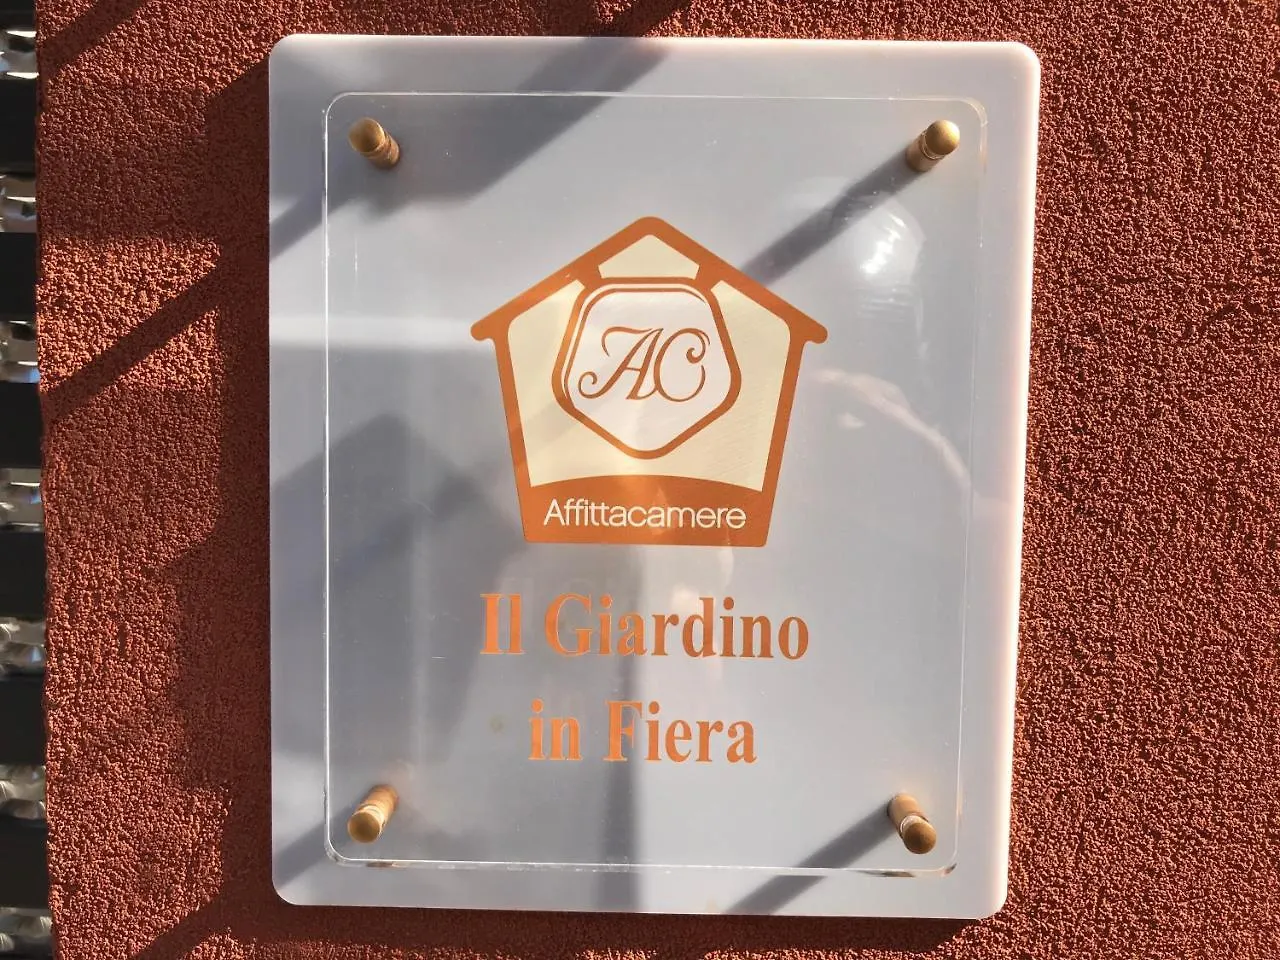 AC
Affittacamere
Il Giardino
in Fiera